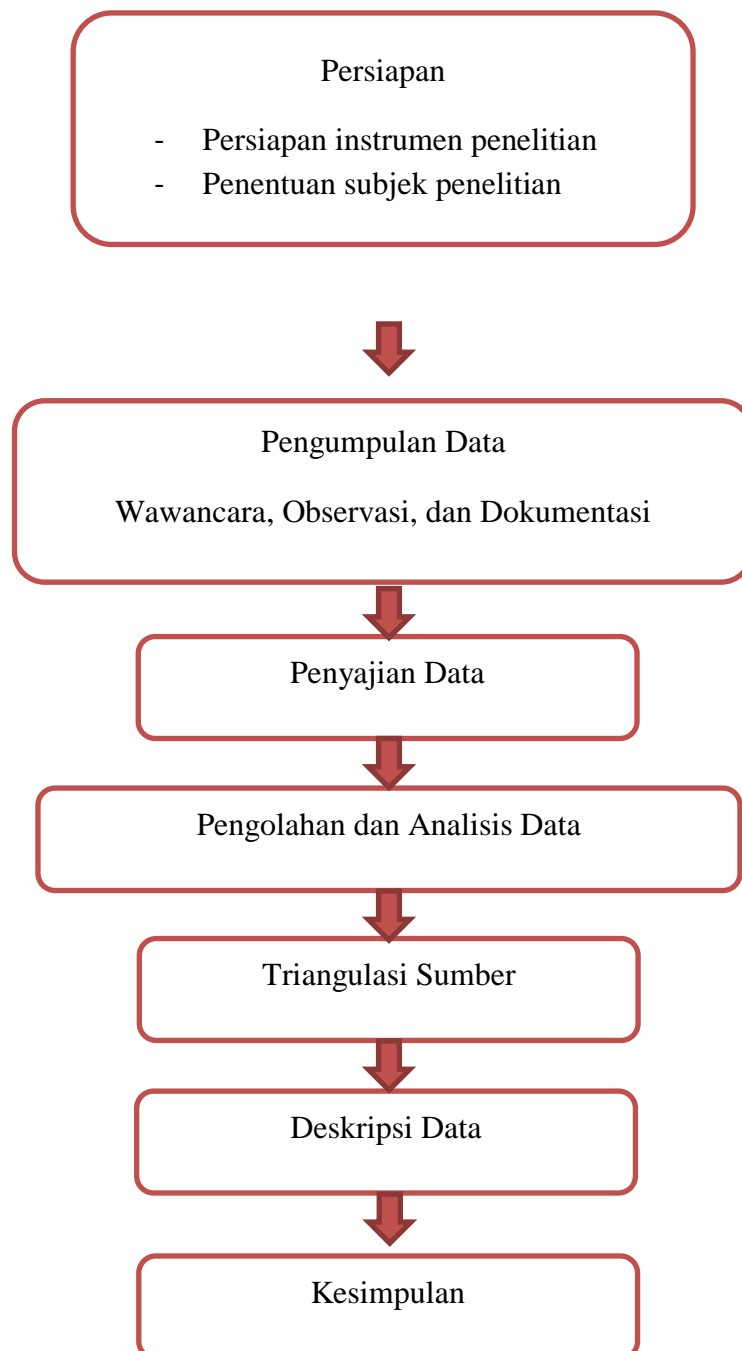 Persiapan
- Persiapan instrumen penelitian
- Penentuan subjek penelitian
Pengumpulan Data
Wawancara, Observasi, dan Dokumentasi
Penyajian Data
Pengolahan dan Analisis Data
Triangulasi Sumber
Deskripsi Data
Kesimpulan